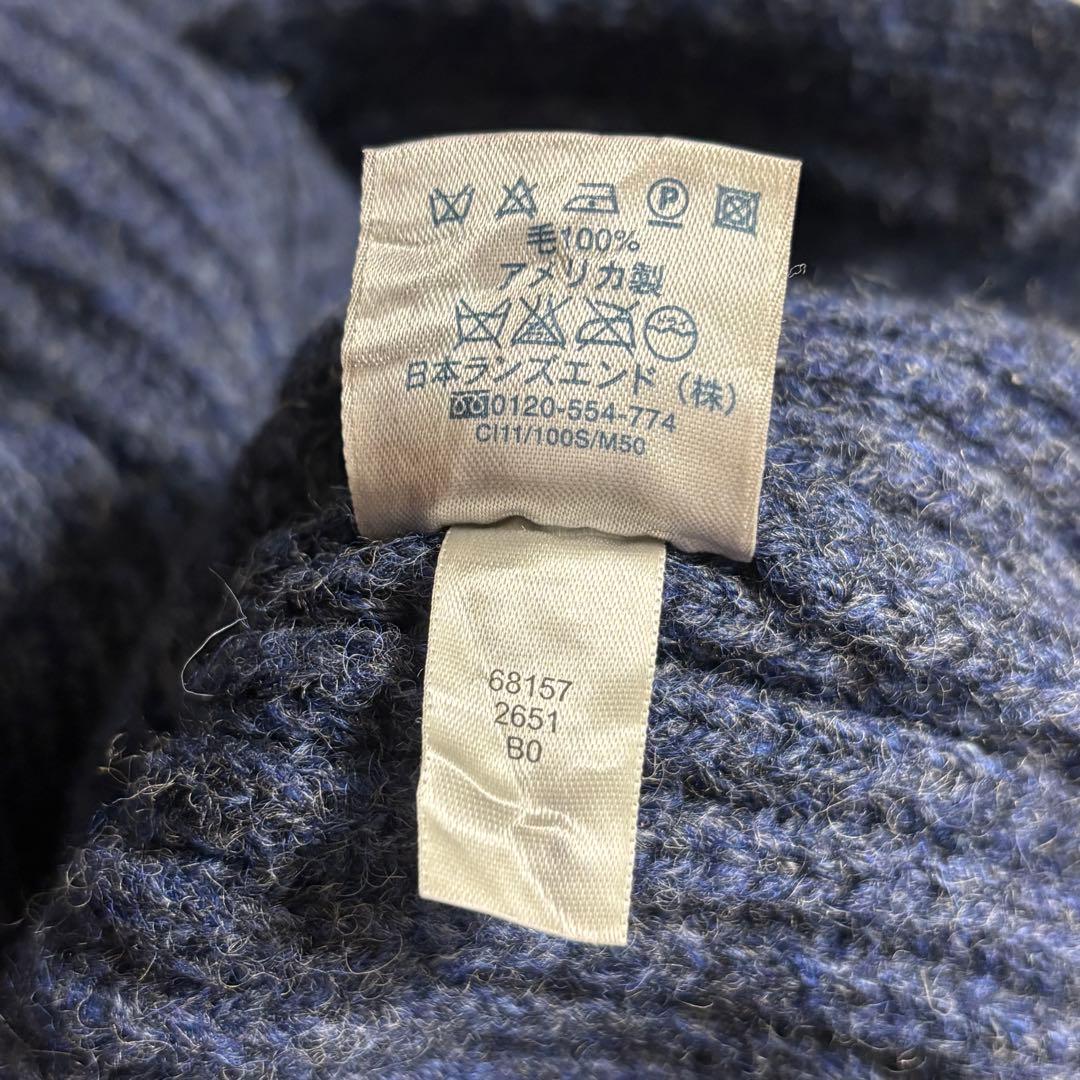 P
毛100%
アメリカ製
日本ランズエンド（株）
0120-554-774
CI11/100S/M50
68157
2651
B0